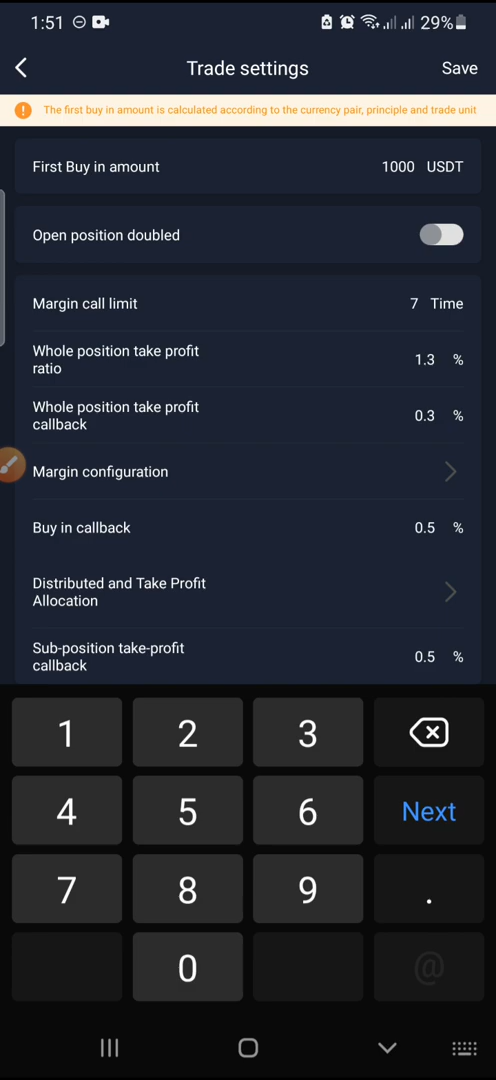 1:51 29%
Trade settings Save
The first buy in amount is calculated according to the currency pair, principle and trade unit
First Buy in amount 1000 USDT
Open position doubled
Margin call limit 7 Time
Whole position take profit
ratio 1.3 %
Whole position take profit
callback 0.3 %
Margin configuration
Buy in callback 0.5 %
Distributed and Take Profit
Allocation
Sub-position take-profit
callback 0.5 %
1 2 3
4 5 6 Next
7 8 9 .
0 @